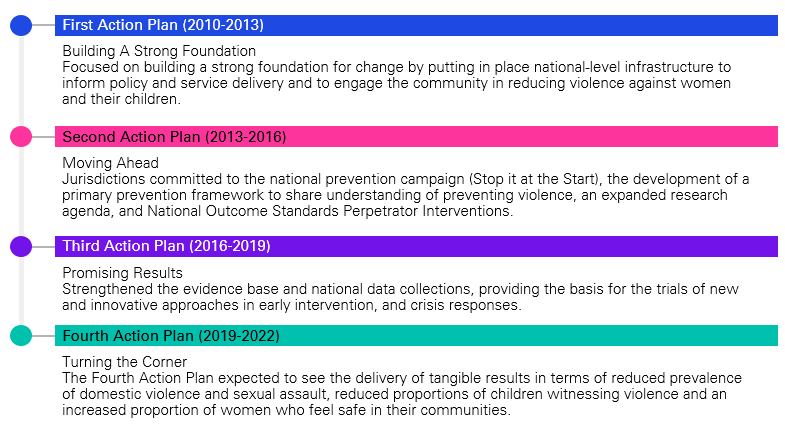 First Action Plan (2010-2013)
Building A Strong Foundation
Focused on building a strong foundation for change by putting in place national-level infrastructure to
inform policy and service delivery and to engage the community in reducing violence against women
and their children.
Second Action Plan (2013-2016)
Moving Ahead
Jurisdictions committed to the national prevention campaign (Stop it at the Start), the development of a
primary prevention framework to share understanding of preventing violence, an expanded research
agenda, and National Outcome Standards Perpetrator Interventions.
Third Action Plan (2016-2019)
Promising Results
Strengthened the evidence base and national data collections, providing the basis for the trials of new
and innovative approaches in early intervention, and crisis responses.
Fourth Action Plan (2019-2022)
Turning the Corner
The Fourth Action Plan expected to see the delivery of tangible results in terms of reduced prevalence
of domestic violence and sexual assault, reduced proportions of children witnessing violence and an
increased proportion of women who feel safe in their communities.